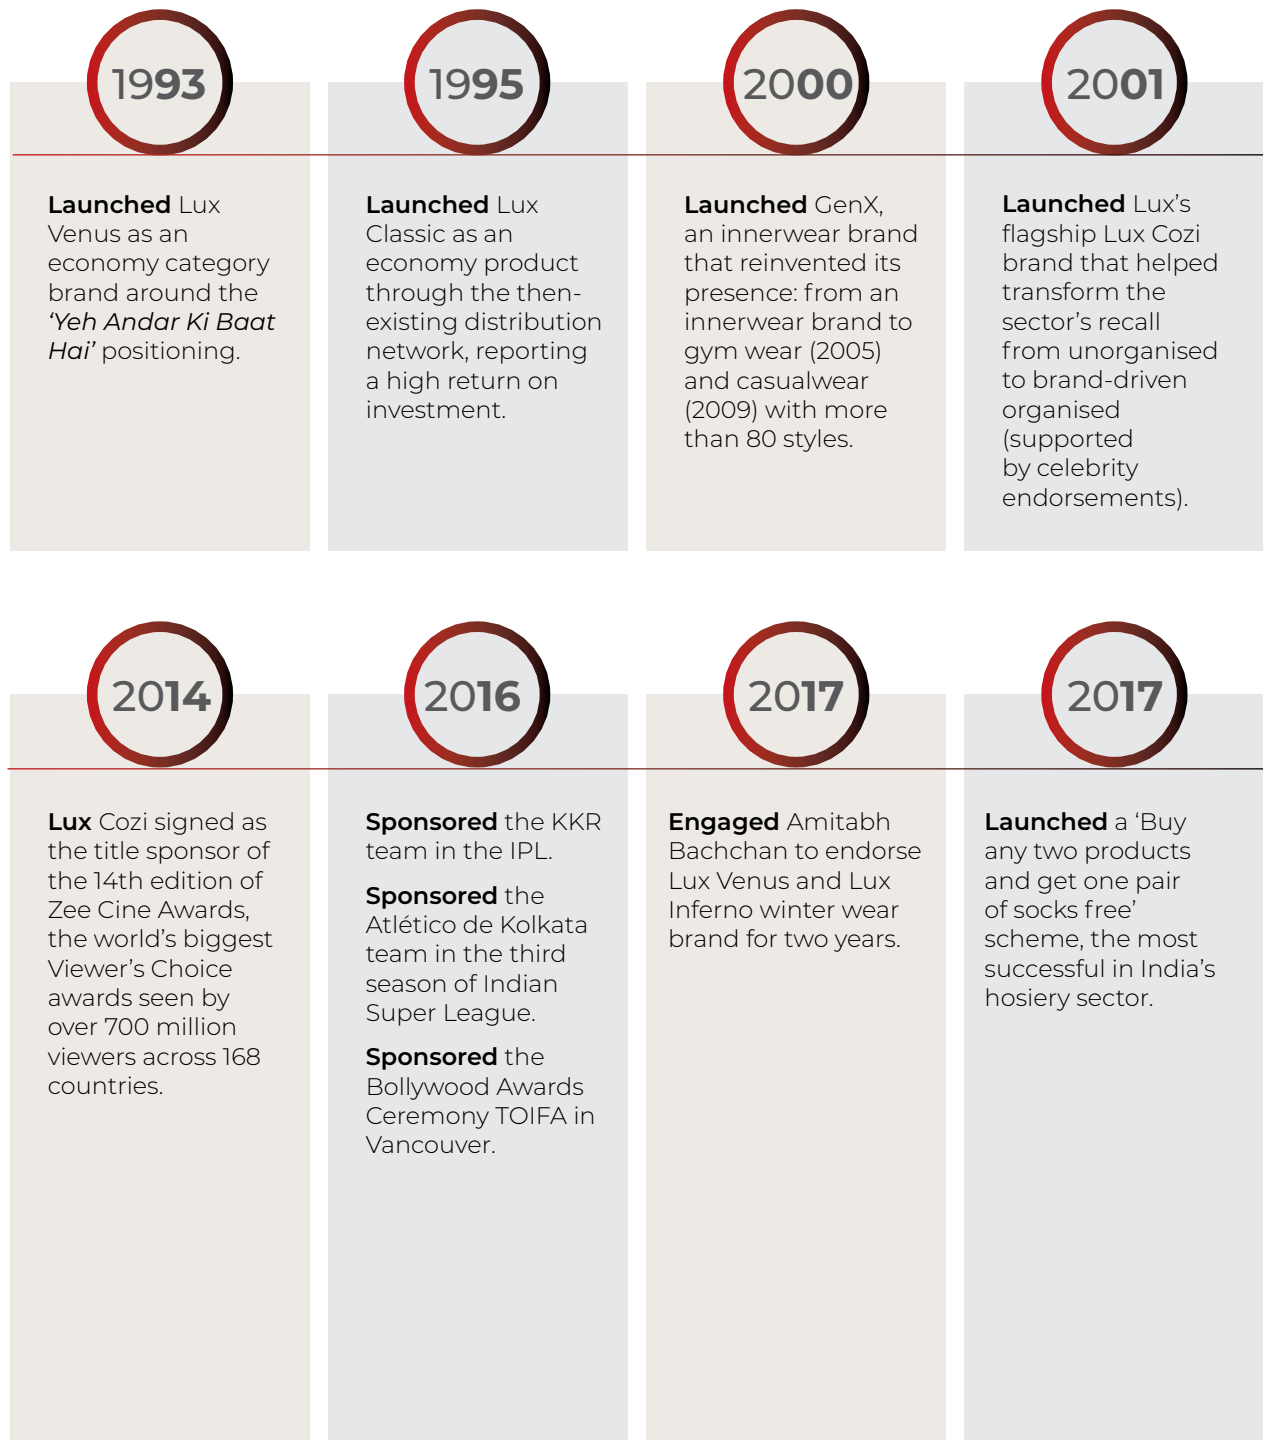 1993
Launched Lux
Venus as an
economy category
brand around the
‘Yeh Andar Ki Baat
Hai’ positioning.
1995
Launched Lux
Classic as an
economy product
through the then-
existing distribution
network, reporting
a high return on
investment.
2000
Launched GenX,
an innerwear brand
that reinvented its
presence: from an
innerwear brand to
gym wear (2005)
and casualwear
(2009) with more
than 80 styles.
2001
Launched Lux’s
flagship Lux Cozi
brand that helped
transform the
sector’s recall
from unorganised
to brand-driven
organised
(supported
by celebrity
endorsements).
2014
Lux Cozi signed as
the title sponsor of
the 14th edition of
Zee Cine Awards,
the world’s biggest
Viewer’s Choice
awards seen by
over 700 million
viewers across 168
countries.
2016
Sponsored the KKR
team in the IPL.
Sponsored the
Atlético de Kolkata
team in the third
season of Indian
Super League.
Sponsored the
Bollywood Awards
Ceremony TOIFA in
Vancouver.
2017
Engaged Amitabh
Bachchan to endorse
Lux Venus and Lux
Inferno winter wear
brand for two years.
2017
Launched a ‘Buy
any two products
and get one pair
of socks free’
scheme, the most
successful in India’s
hosiery sector.